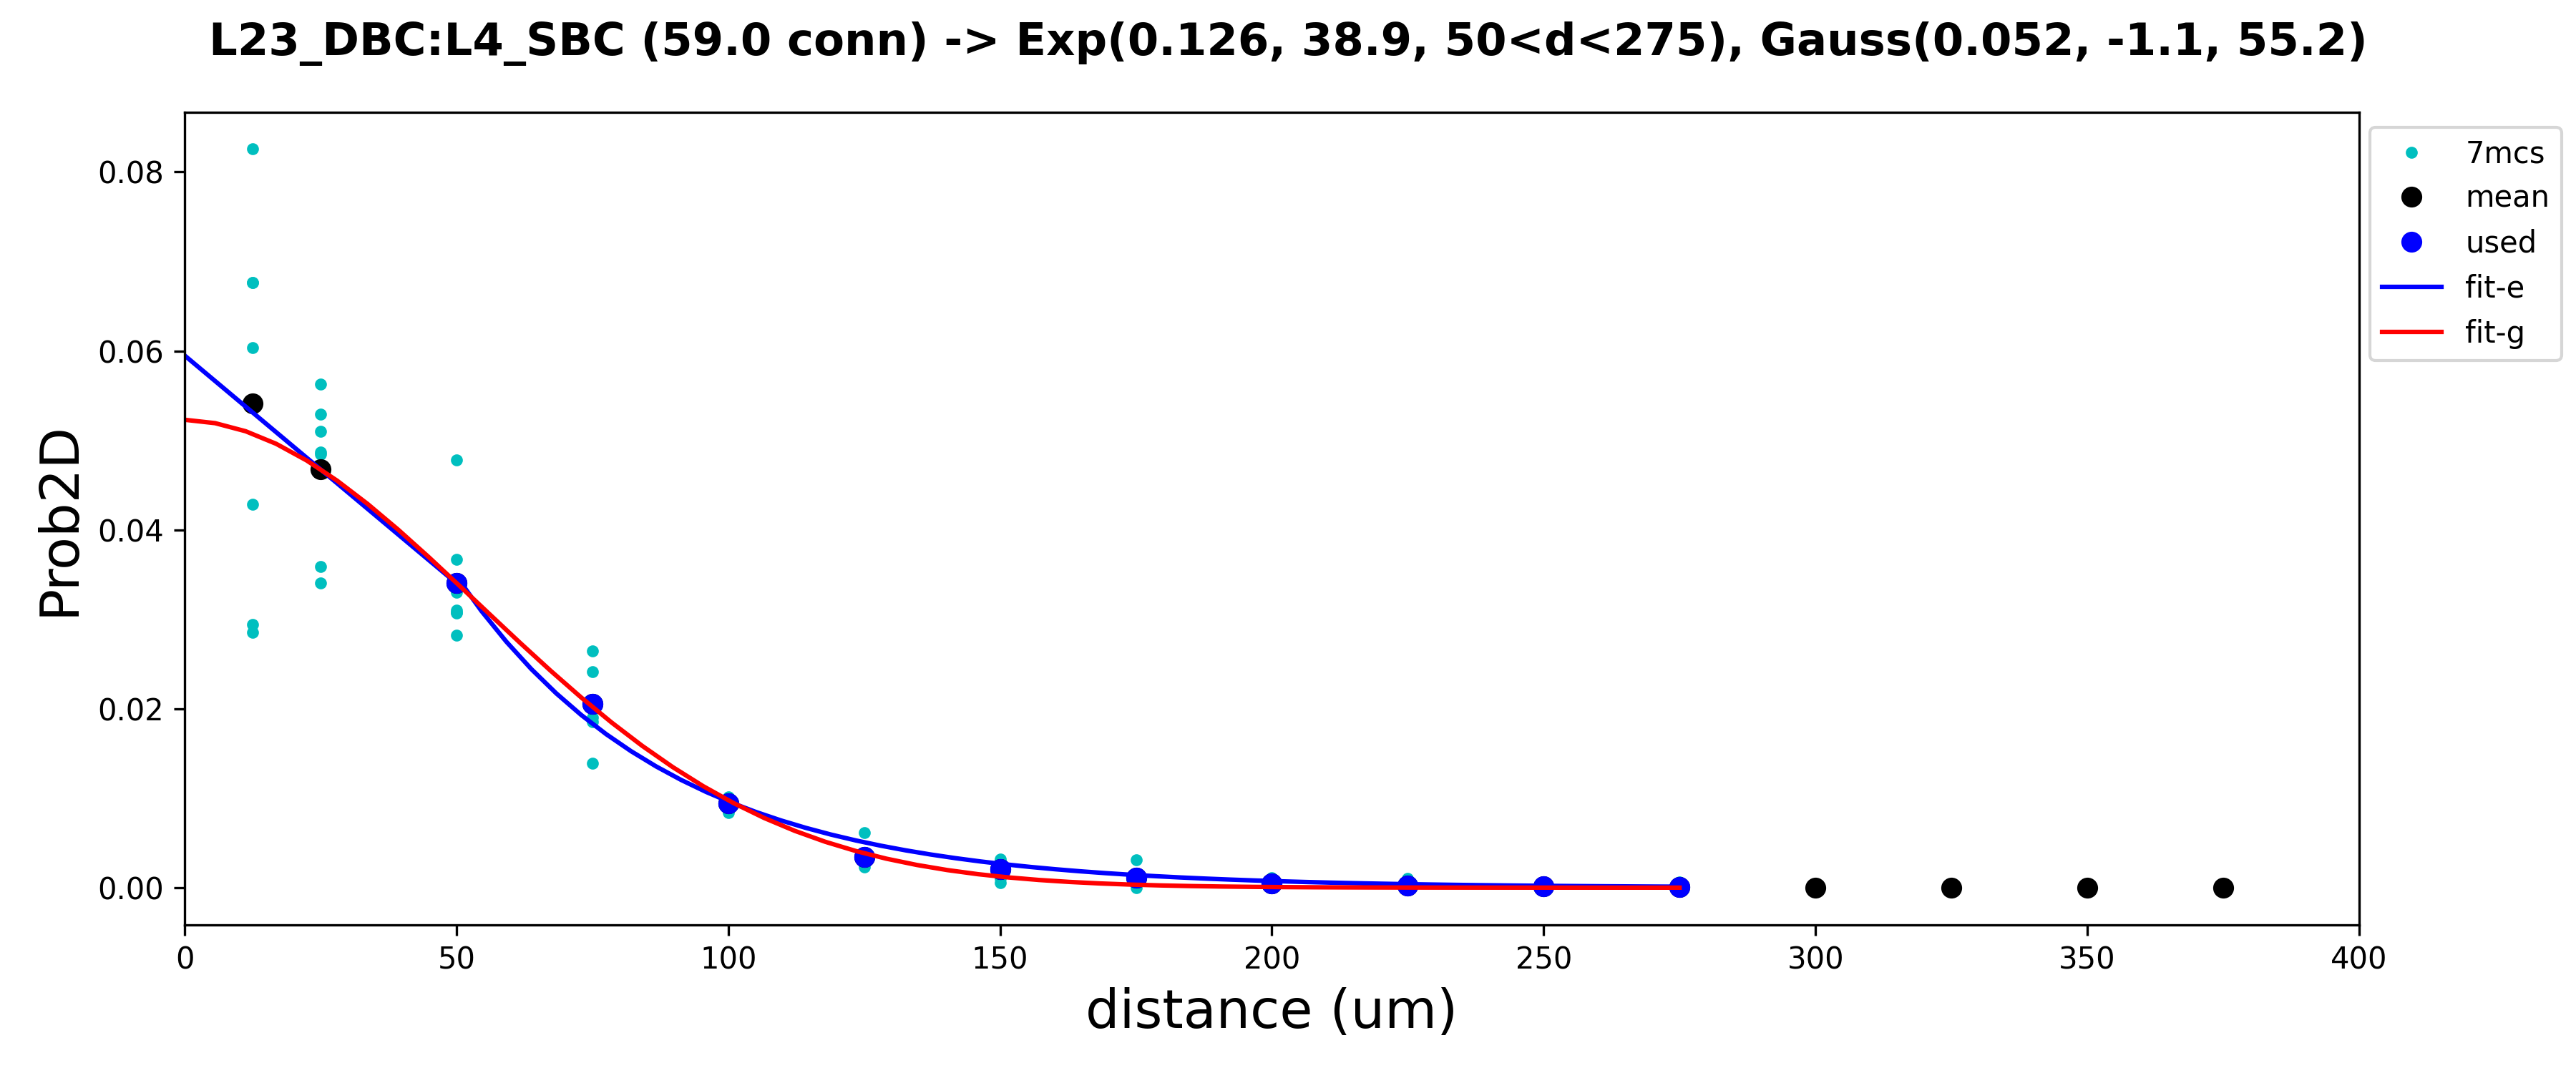 L23_DBC:L4_SBC (59.0 conn) -> Exp(0.126, 38.9, 50<d<275), Gauss(0.052, -1.1, 55.2)
0.08
0.06
0.04
0.02
0.00
Prob2D
0 50 100 150 200 250 300 350 400
distance (um)
7mcs
mean
used
fit-e
fit-g